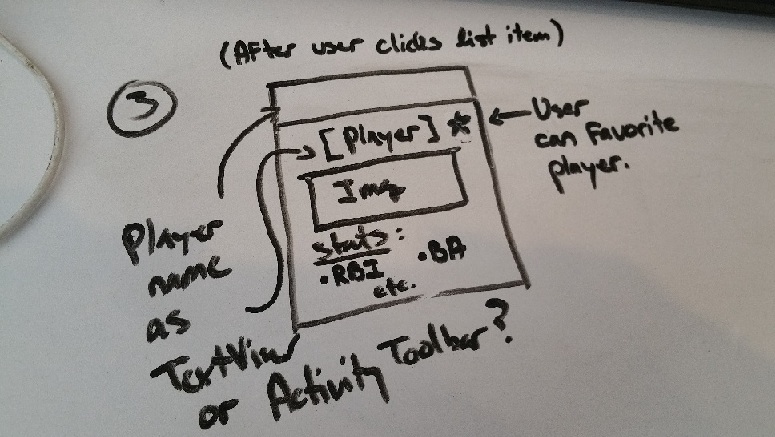 (After user clicks list item)
3
[player] ★
← User
can favorite
player.
Img
stats:
•RBI •BA
etc.
Player
name
as
TextView
or Activity Toolbar?